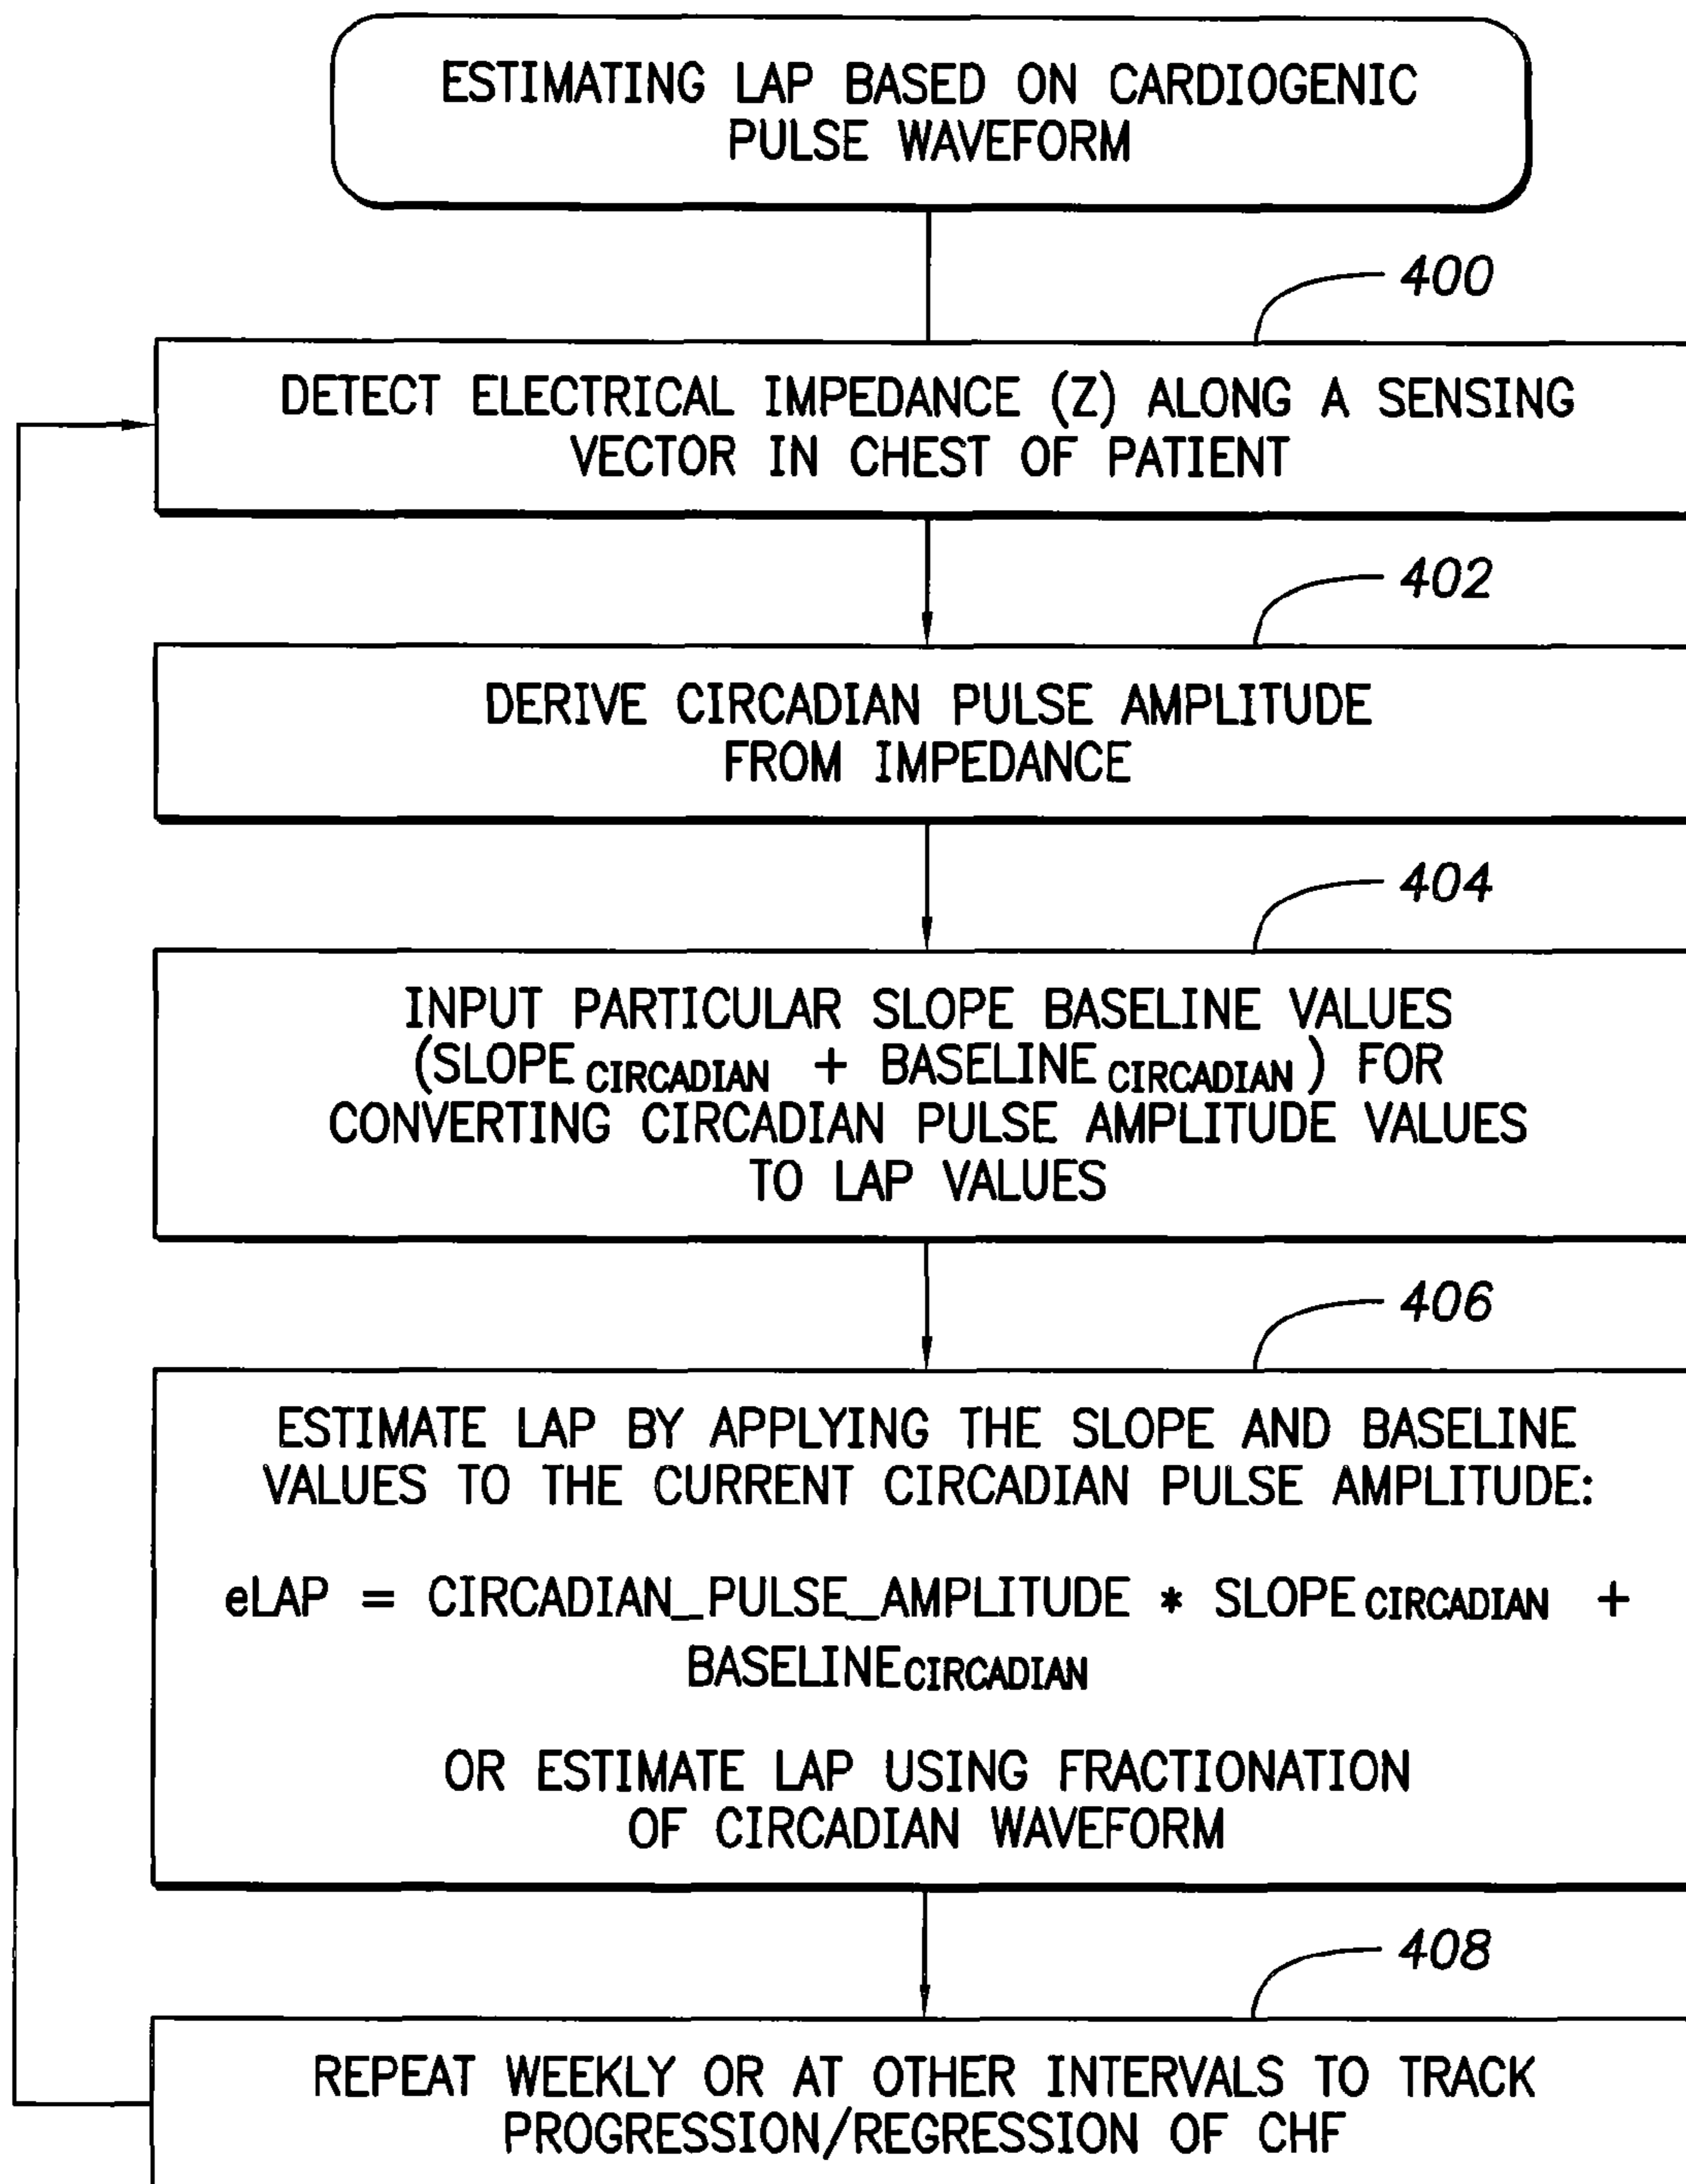 ESTIMATING LAP BASED ON CARDIOGENIC
PULSE WAVEFORM
400
DETECT ELECTRICAL IMPEDANCE (Z) ALONG A SENSING
VECTOR IN CHEST OF PATIENT
402
DERIVE CIRCADIAN PULSE AMPLITUDE
FROM IMPEDANCE
404
INPUT PARTICULAR SLOPE BASELINE VALUES
(SLOPE CIRCADIAN + BASELINE CIRCADIAN) FOR
CONVERTING CIRCADIAN PULSE AMPLITUDE VALUES
TO LAP VALUES
406
ESTIMATE LAP BY APPLYING THE SLOPE AND BASELINE
VALUES TO THE CURRENT CIRCADIAN PULSE AMPLITUDE:
eLAP = CIRCADIAN_PULSE_AMPLITUDE * SLOPE CIRCADIAN +
BASELINE CIRCADIAN
OR ESTIMATE LAP USING FRACTIONATION
OF CIRCADIAN WAVEFORM
408
REPEAT WEEKLY OR AT OTHER INTERVALS TO TRACK
PROGRESSION/REGRESSION OF CHF